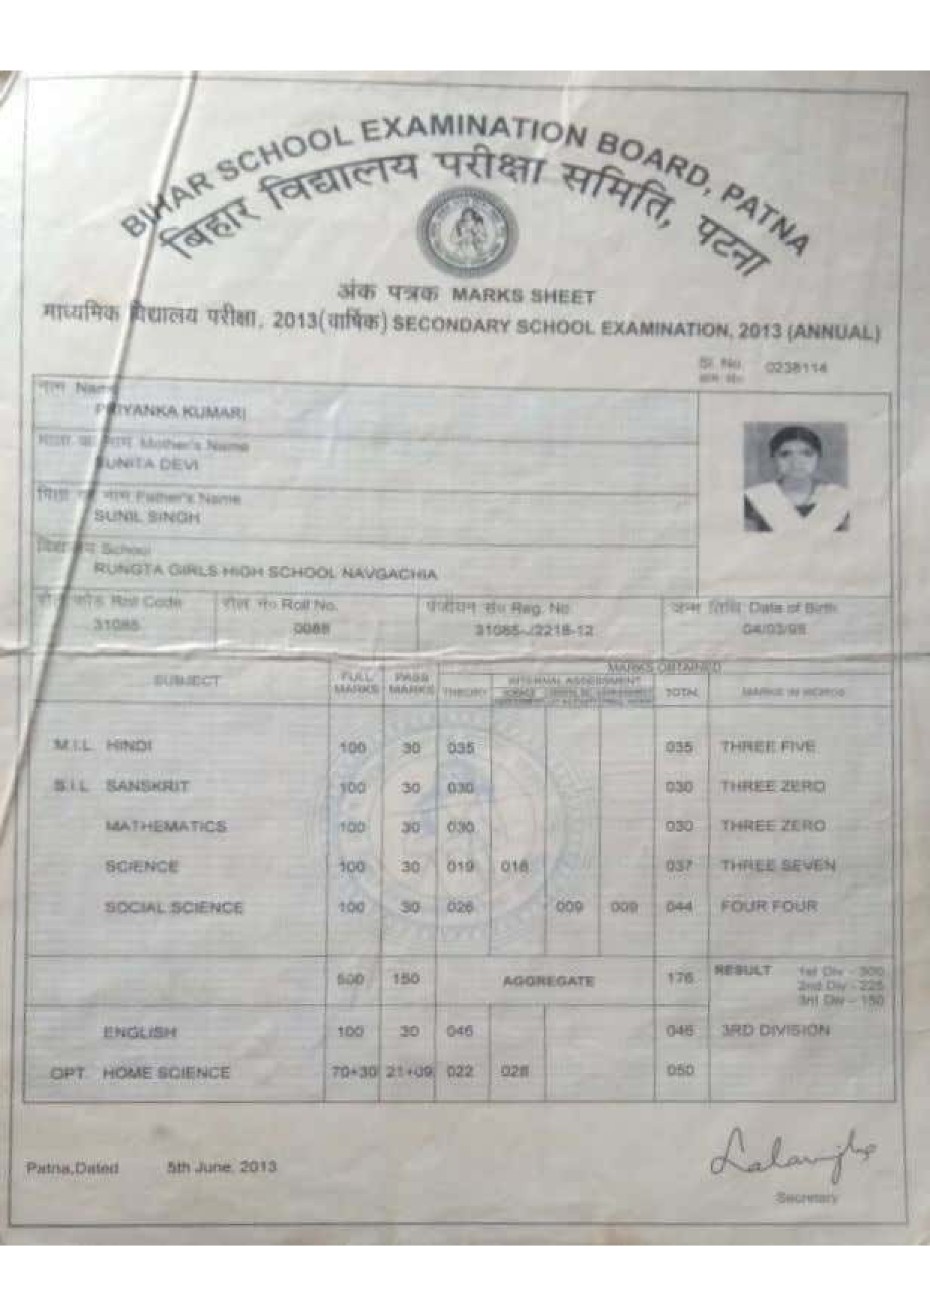 BIHAR SCHOOL EXAMINATION BOARD, PATNA
बिहार विद्यालय परीक्षा समिति, पटना
अंक पत्रक MARKS SHEET
माध्यमिक विद्यालय परीक्षा, 2013(वार्षिक) SECONDARY SCHOOL EXAMINATION, 2013 (ANNUAL)
Sl. No. 0238114
नाम Name
PRIYANKA KUMARI
माता का नाम Mother's Name
SUNITA DEVI
पिता का नाम Father's Name
SUNIL SINGH
विद्यालय School
RUNGTA GIRLS HIGH SCHOOL NAVGACHIA
रोल कोड Roll Code रोल नं० Roll No. पंजीयन सं० Reg. No जन्म तिथि Date of Birth
31085 0088 31085-J2218-12 04/03/98
MARKS OBTAINED
SUBJECT FULL MARKS PASS MARKS THEORY INTERNAL ASSESSMENT TOTAL MARKS IN WORDS
M.I.L. HINDI 100 30 035 035 THREE FIVE
S.I.L. SANSKRIT 100 30 030 030 THREE ZERO
MATHEMATICS 100 30 030 030 THREE ZERO
SCIENCE 100 30 019 018 037 THREE SEVEN
SOCIAL SCIENCE 100 30 026 009 009 044 FOUR FOUR
500 150 AGGREGATE 176 RESULT 1st Div - 300
2nd Div - 225
3rd Div - 150
ENGLISH 100 30 046 046 3RD DIVISION
OPT. HOME SCIENCE 70+30 21+09 022 028 050
Patna,Dated 5th June, 2013
Secretary